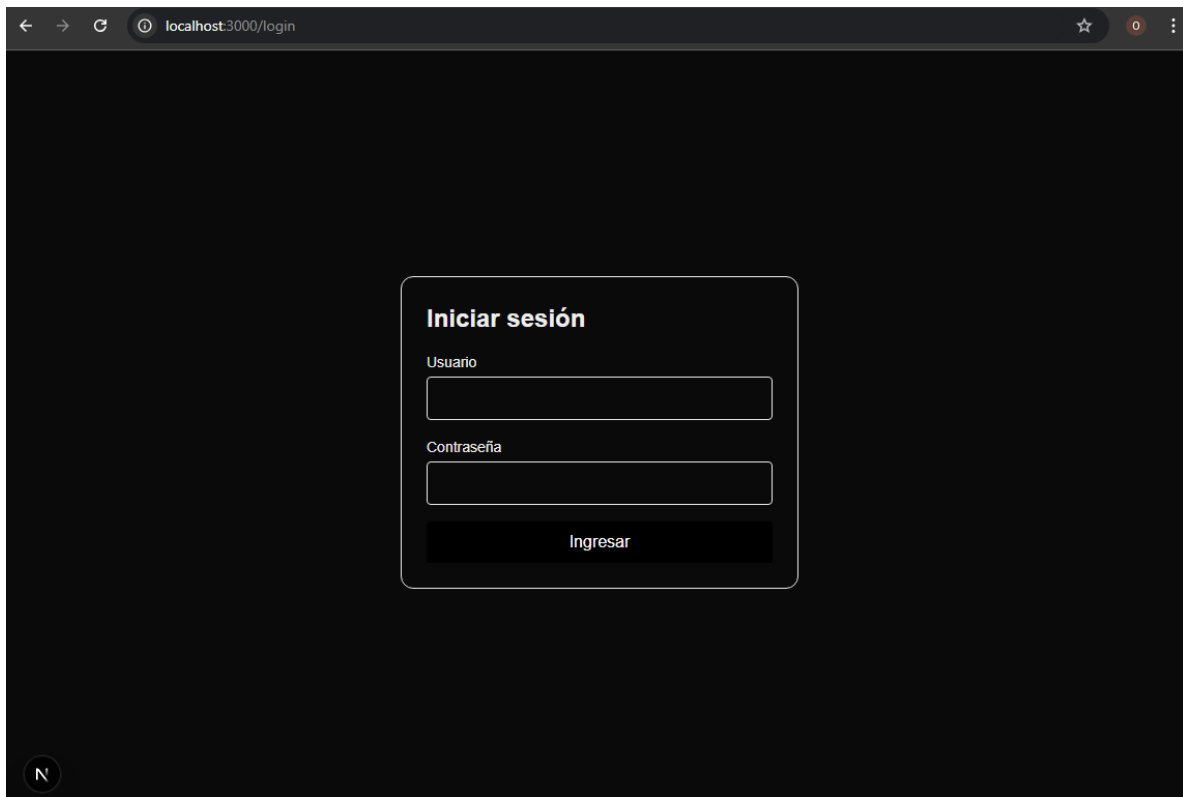 localhost:3000/login
O
Iniciar sesión
Usuario
Contraseña
Ingresar
N